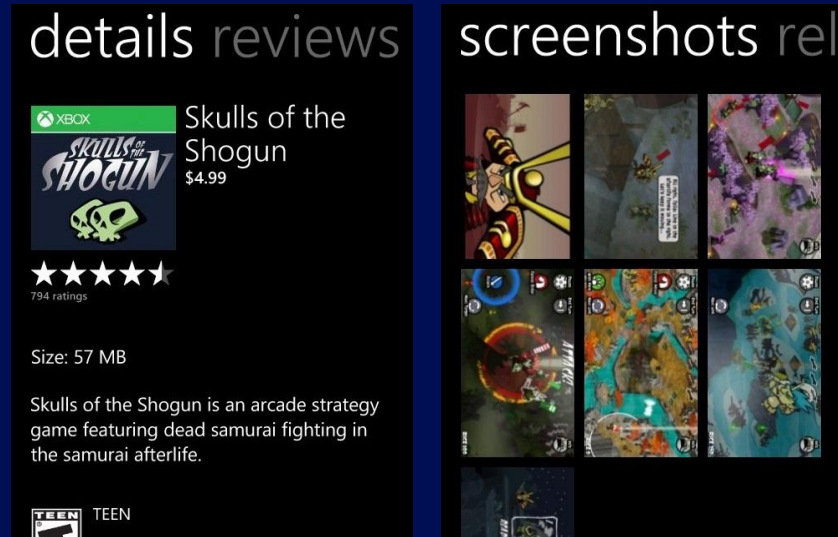 details reviews
XBOX
SKULLS OF THE
SHOGUN
Skulls of the
Shogun
$4.99
794 ratings
Size: 57 MB
Skulls of the Shogun is an arcade strategy
game featuring dead samurai fighting in
the samurai afterlife.
TEEN
TEEN
screenshots rel
ATTACK!